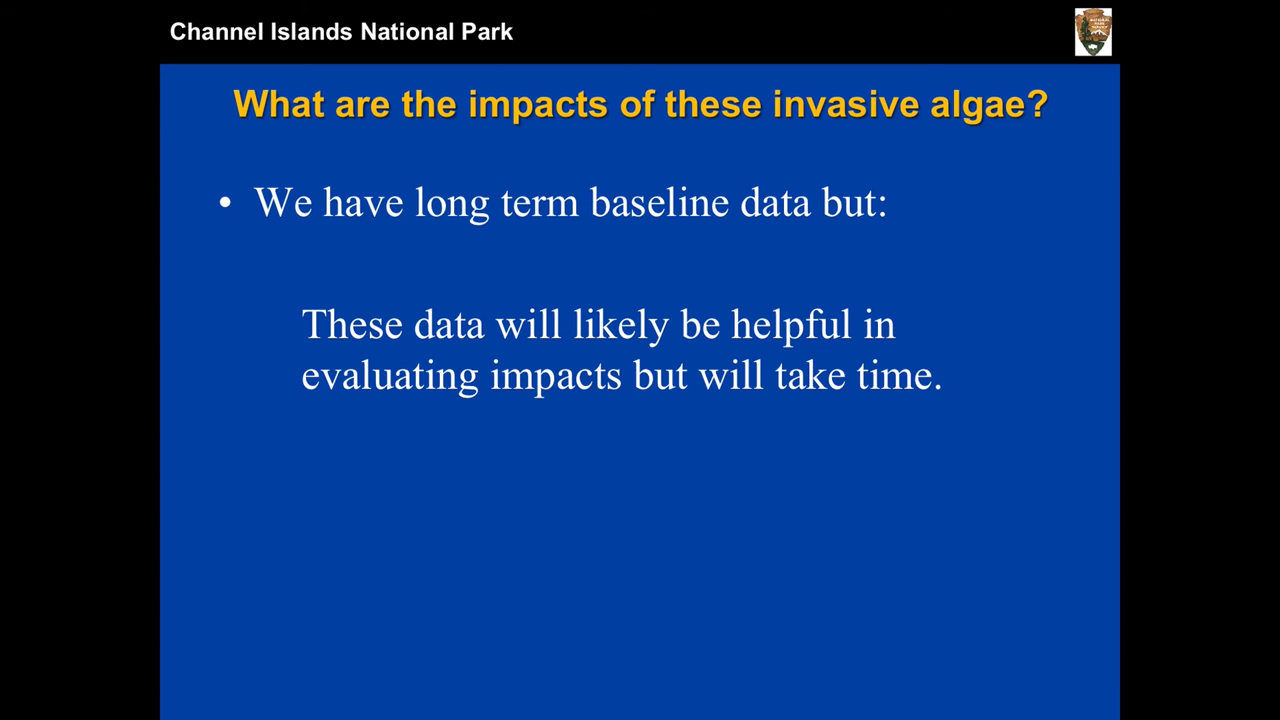 Channel Islands National Park
What are the impacts of these invasive algae?
• We have long term baseline data but:
These data will likely be helpful in
evaluating impacts but will take time.